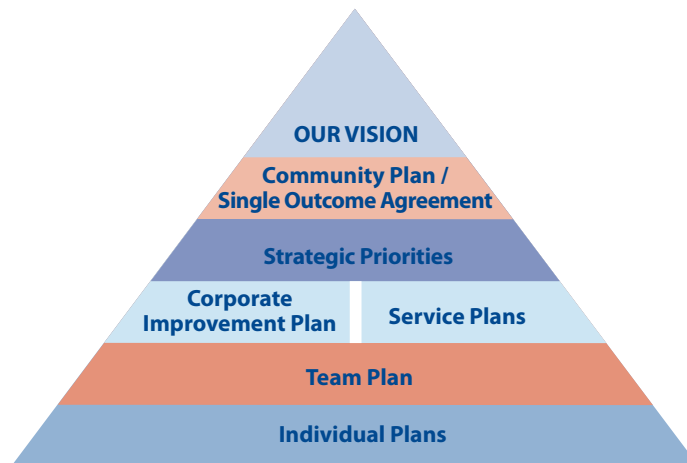 OUR VISION
Community Plan /
Single Outcome Agreement
Strategic Priorities
Corporate
Improvement Plan
Service Plans
Team Plan
Individual Plans